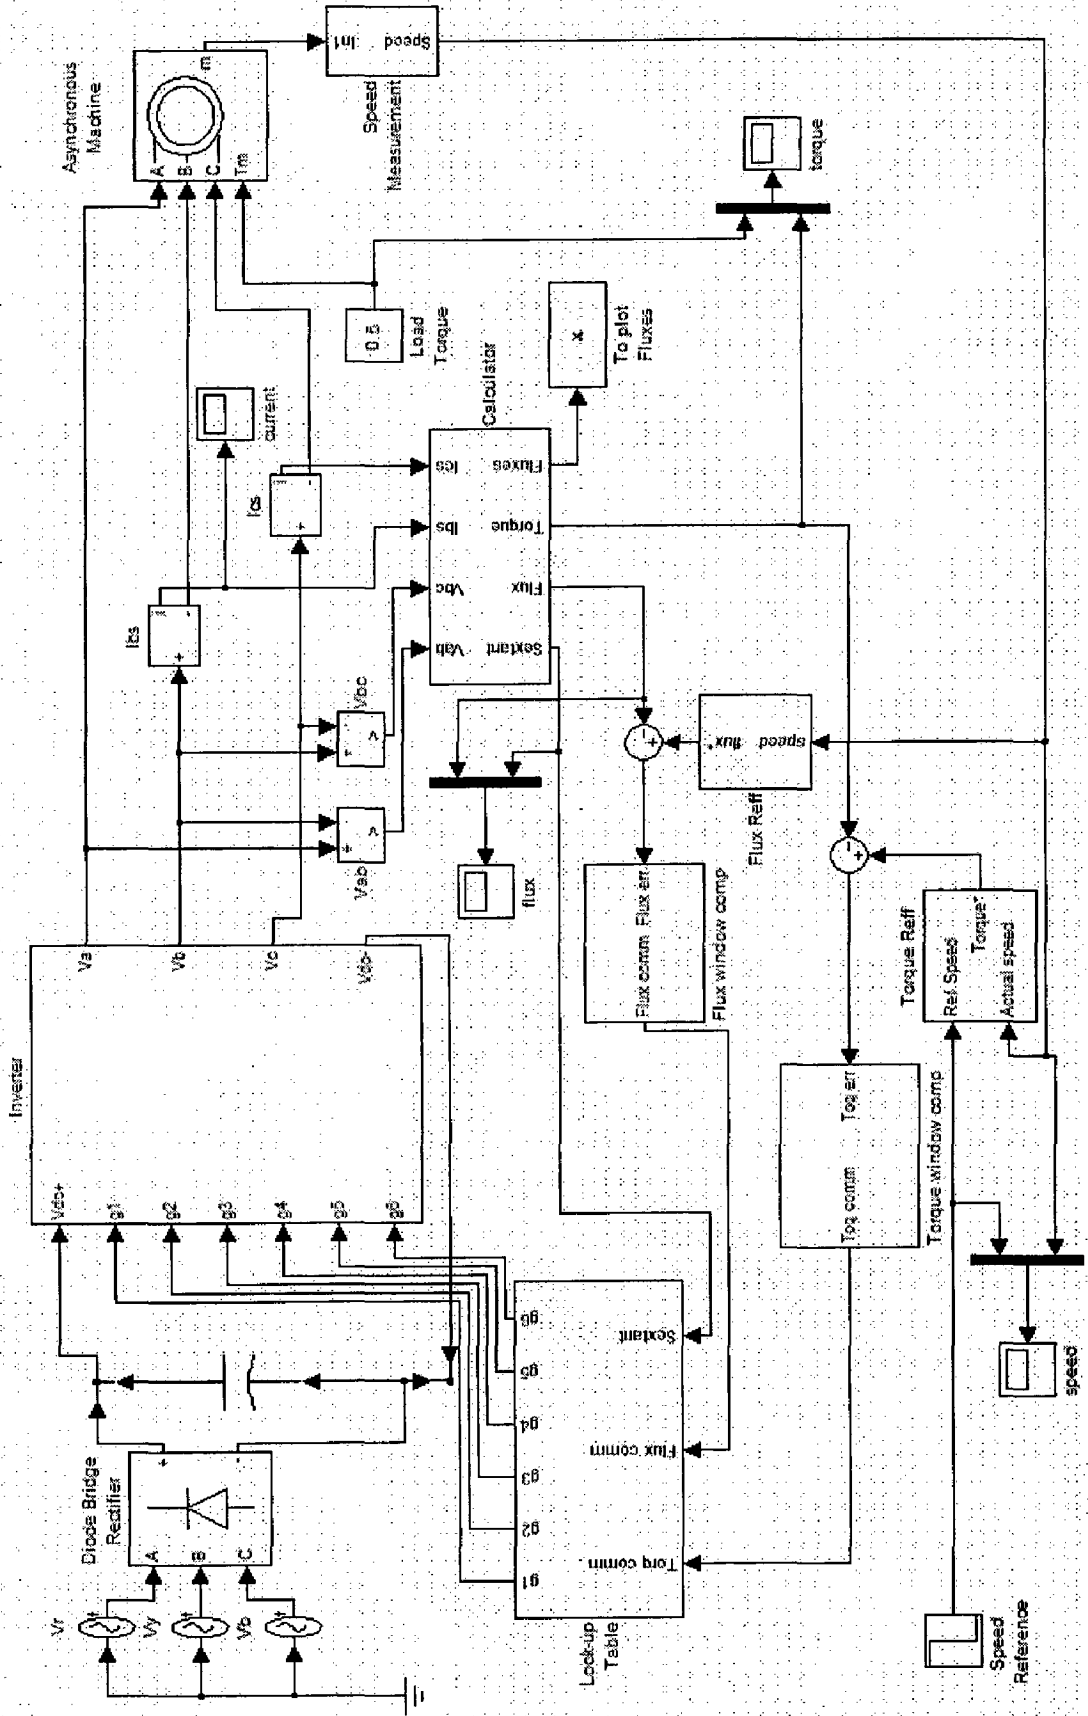 Vr
Vy
Vb
Diode Bridge
Rectifier
A
B
C
+
-
Inverter
Vdc+
g1
g2
g3
g4
g5
g6
Va
Vb
Vc
Vdc-
Ibs
+
-
Ics
+
-
current
Vab
+
-
v
Vbc
+
-
v
Asynchronous
Machine
A
B
C
Tm
m
In1
Speed
Speed
Measurement
0.5
Load
Torque
torque
Calculator
Vab
Vbc
Ibs
Ics
Sextant
Flux
Torque
Fluxes
x
To plot
Fluxes
flux
Look-up
Table
g1
g2
g3
g4
g5
g6
Torq comm
Flux comm
Sextant
Flux comm
Flux err
Flux window comp
speed
flux*
Flux Reff
-
+
-
+
Toq comm
Toq err
Torque window comp
Torque Reff
Ref. Speed
Torque*
Actual speed
speed
Speed
Reference